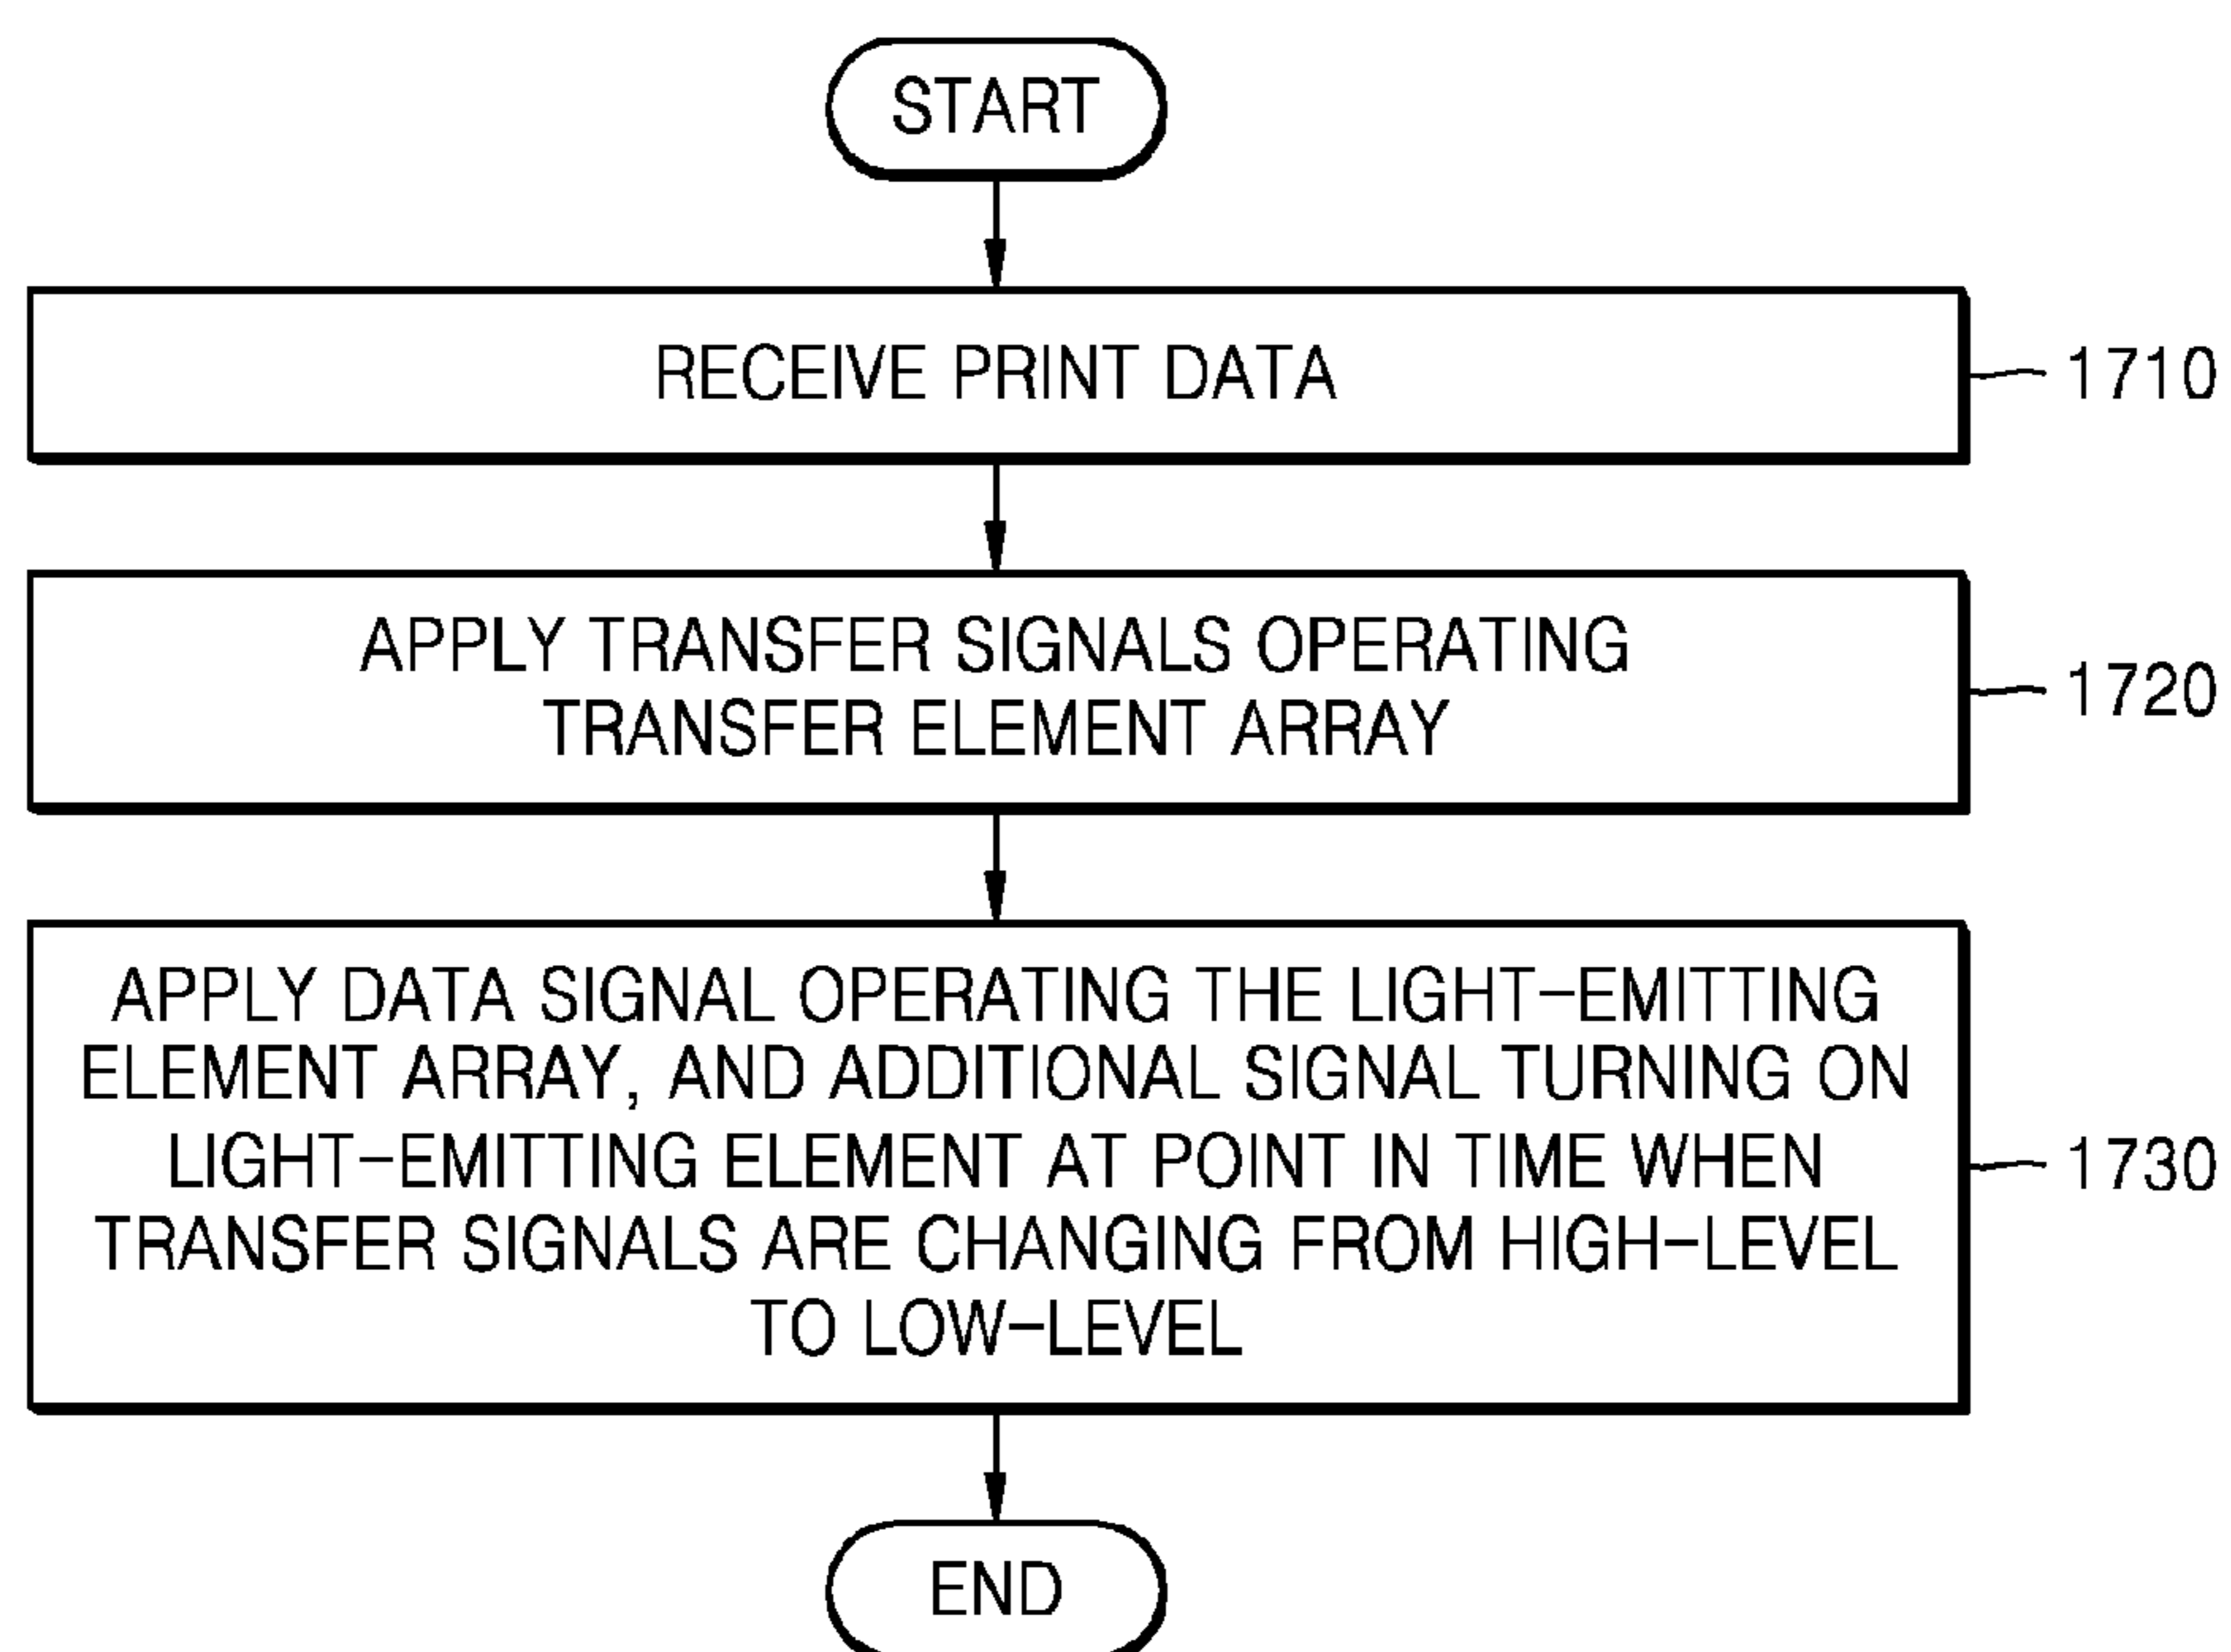 START
RECEIVE PRINT DATA
1710
APPLY TRANSFER SIGNALS OPERATING
TRANSFER ELEMENT ARRAY
1720
APPLY DATA SIGNAL OPERATING THE LIGHT-EMITTING
ELEMENT ARRAY, AND ADDITIONAL SIGNAL TURNING ON
LIGHT-EMITTING ELEMENT AT POINT IN TIME WHEN
TRANSFER SIGNALS ARE CHANGING FROM HIGH-LEVEL
TO LOW-LEVEL
1730
END